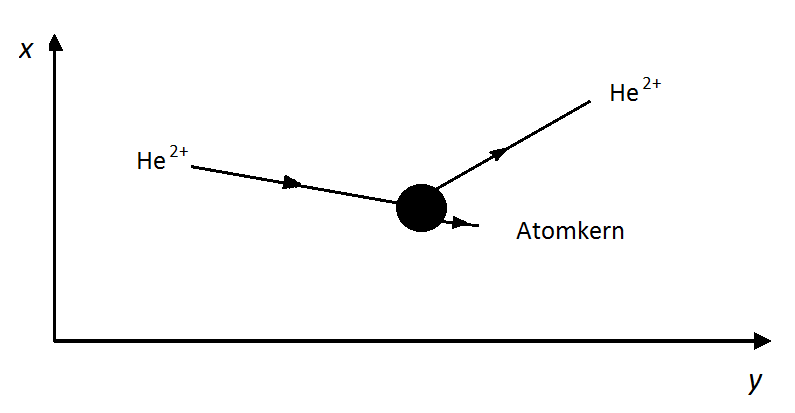 x
He²⁺
He²⁺
Atomkern
y